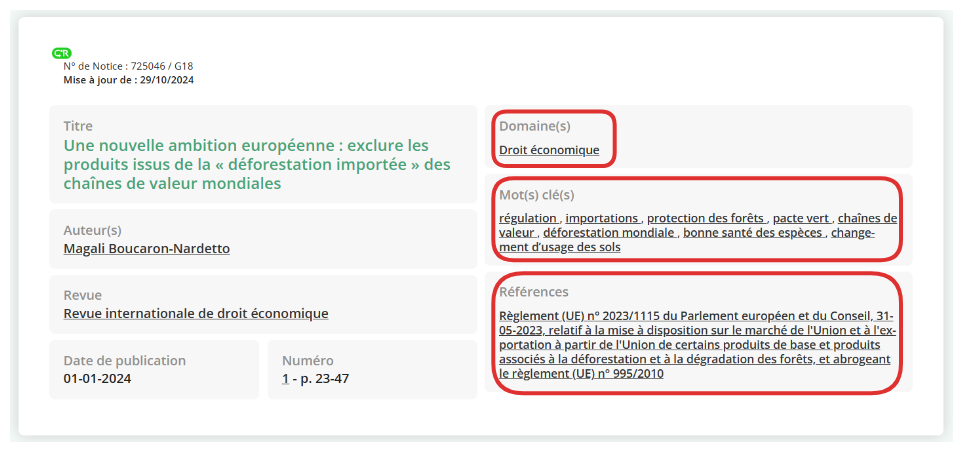 CR
N° de Notice : 725046 / G18
Mise à jour de : 29/10/2024
Titre
Une nouvelle ambition européenne : exclure les
produits issus de la « déforestation importée » des
chaînes de valeur mondiales
Auteur(s)
Magali Boucaron-Nardetto
Revue
Revue internationale de droit économique
Date de publication
01-01-2024
Numéro
1 - p. 23-47
Domaine(s)
Droit économique
Mot(s) clé(s)
régulation , importations , protection des forêts , pacte vert , chaînes de
valeur , déforestation mondiale , bonne santé des espèces , change-
ment d'usage des sols
Références
Règlement (UE) n° 2023/1115 du Parlement européen et du Conseil, 31-
05-2023, relatif à la mise à disposition sur le marché de l'Union et à l'ex-
portation à partir de l'Union de certains produits de base et produits
associés à la déforestation et à la dégradation des forêts, et abrogeant
le règlement (UE) n° 995/2010